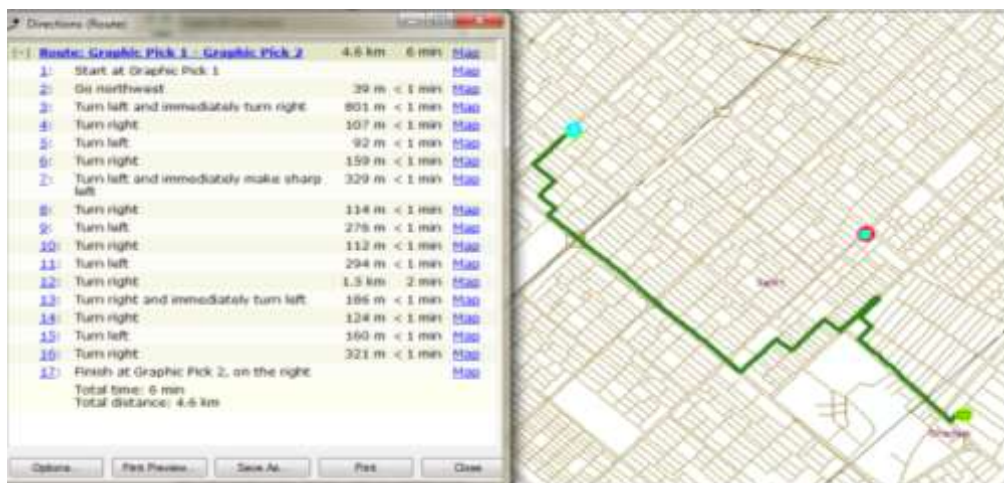 Directions (Route)
[-] Route: Graphic Pick 1 - Graphic Pick 2 4.6 km 6 min Map
1: Start at Graphic Pick 1 Map
2: Go northwest 39 m < 1 min Map
3: Turn left and immediately turn right 801 m < 1 min Map
4: Turn right 107 m < 1 min Map
5: Turn left 92 m < 1 min Map
6: Turn right 159 m < 1 min Map
7: Turn left and immediately make sharp 329 m < 1 min Map
left
8: Turn right 114 m < 1 min Map
9: Turn left 276 m < 1 min Map
10: Turn right 112 m < 1 min Map
11: Turn left 294 m < 1 min Map
12: Turn right 1.5 km 2 min Map
13: Turn right and immediately turn left 186 m < 1 min Map
14: Turn right 124 m < 1 min Map
15: Turn left 160 m < 1 min Map
16: Turn right 321 m < 1 min Map
17: Finish at Graphic Pick 2, on the right Map
Total time: 6 min
Total distance: 4.6 km
Options... Print Preview... Save As... Print Close